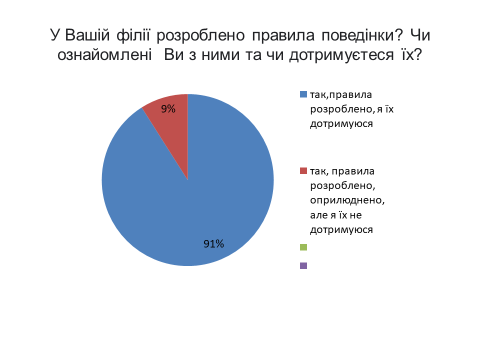 У Вашій філії розроблено правила поведінки? Чи
ознайомлені Ви з ними та чи дотримуєтеся їх?
9%
91%
так,правила
розроблено, я їх
дотримуюся
так, правила
розроблено,
оприлюднено,
але я їх не
дотримуюся